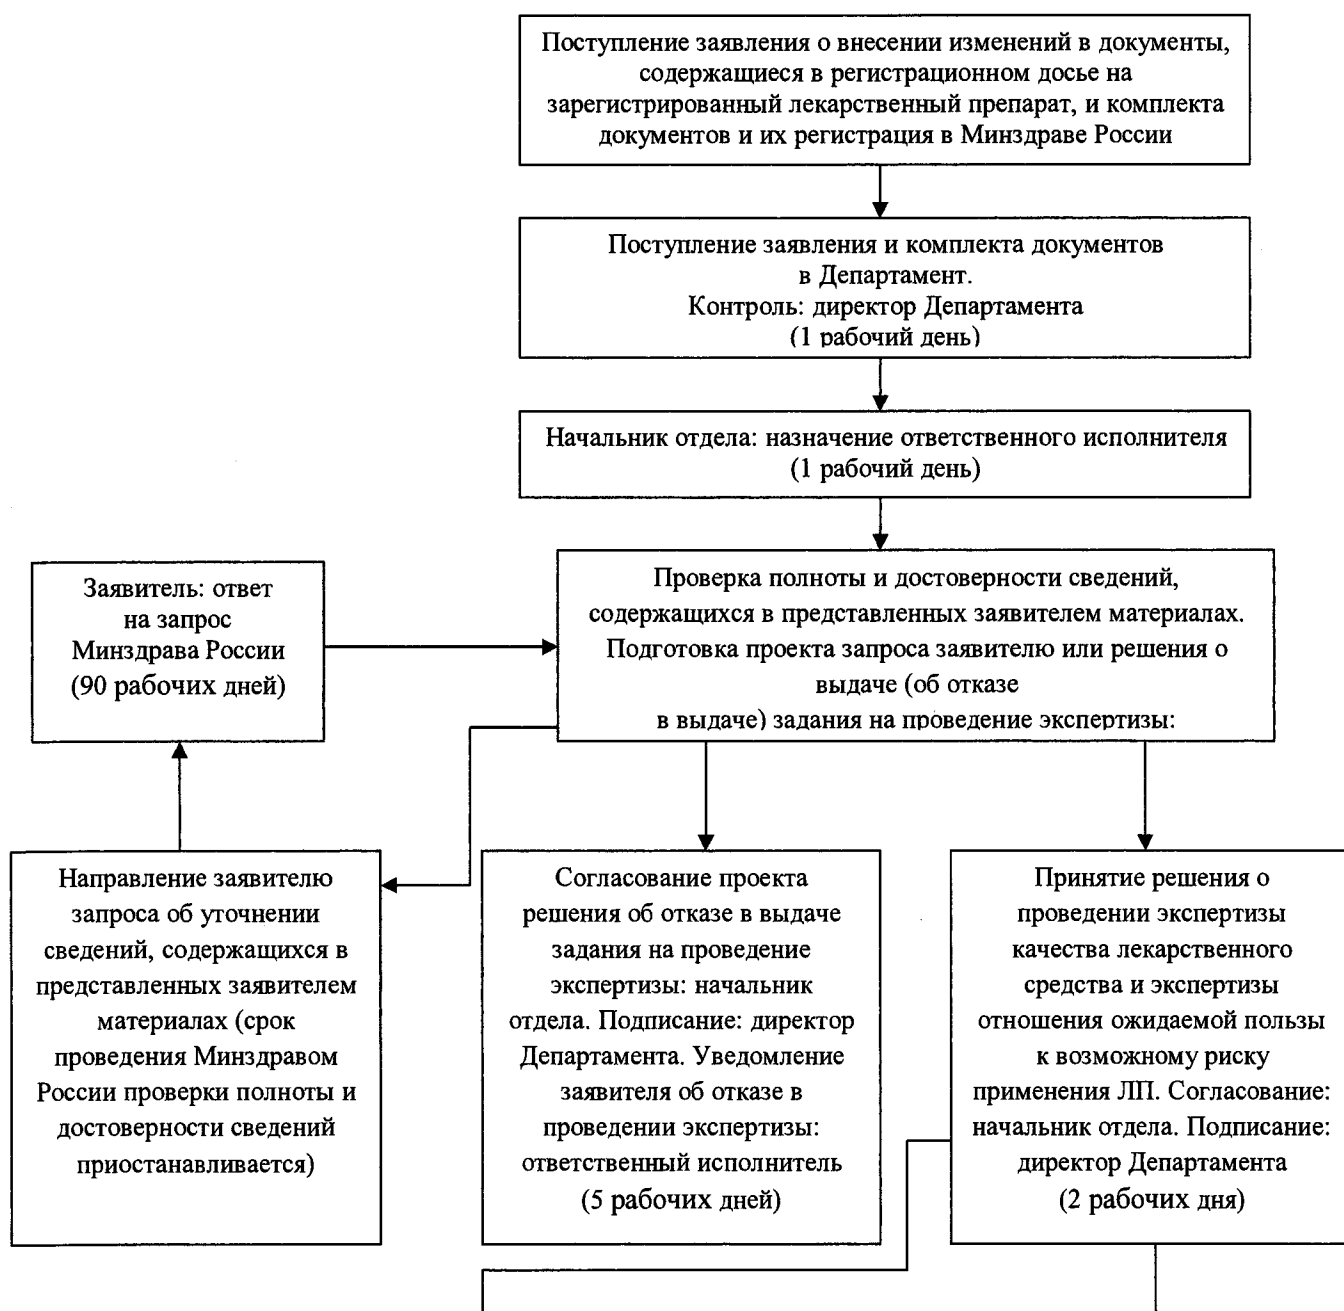 Поступление заявления о внесении изменений в документы,
содержащиеся в регистрационном досье на
зарегистрированный лекарственный препарат, и комплекта
документов и их регистрация в Минздраве России
Поступление заявления и комплекта документов
в Департамент.
Контроль: директор Департамента
(1 рабочий день)
Начальник отдела: назначение ответственного исполнителя
(1 рабочий день)
Заявитель: ответ
на запрос
Минздрава России
(90 рабочих дней)
Проверка полноты и достоверности сведений,
содержащихся в представленных заявителем материалах.
Подготовка проекта запроса заявителю или решения о
выдаче (об отказе
в выдаче) задания на проведение экспертизы:
Направление заявителю
запроса об уточнении
сведений, содержащихся в
представленных заявителем
материалах (срок
проведения Минздравом
России проверки полноты и
достоверности сведений
приостанавливается)
Согласование проекта
решения об отказе в выдаче
задания на проведение
экспертизы: начальник
отдела. Подписание: директор
Департамента. Уведомление
заявителя об отказе в
проведении экспертизы:
ответственный исполнитель
(5 рабочих дней)
Принятие решения о
проведении экспертизы
качества лекарственного
средства и экспертизы
отношения ожидаемой пользы
к возможному риску
применения ЛП. Согласование:
начальник отдела. Подписание:
директор Департамента
(2 рабочих дня)